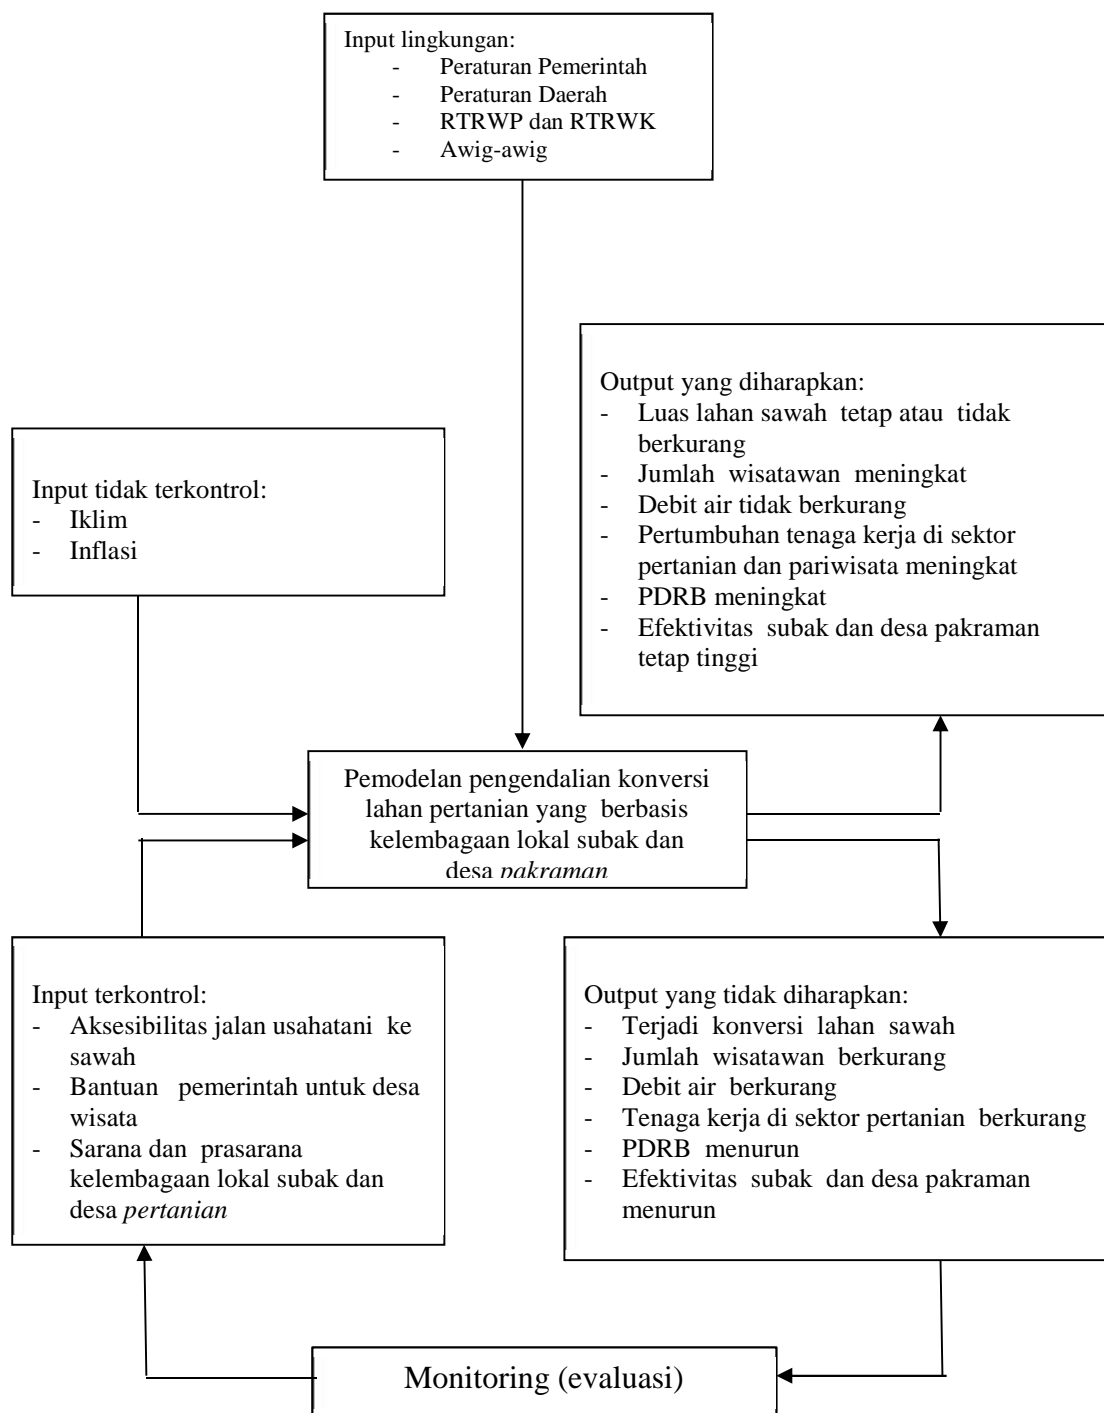 Input lingkungan:
- Peraturan Pemerintah
- Peraturan Daerah
- RTRWP dan RTRWK
- Awig-awig
Output yang diharapkan:
- Luas lahan sawah tetap atau tidak
berkurang
- Jumlah wisatawan meningkat
- Debit air tidak berkurang
- Pertumbuhan tenaga kerja di sektor
pertanian dan pariwisata meningkat
- PDRB meningkat
- Efektivitas subak dan desa pakraman
tetap tinggi
Input tidak terkontrol:
- Iklim
- Inflasi
Pemodelan pengendalian konversi
lahan pertanian yang berbasis
kelembagaan lokal subak dan
desa pakraman
Input terkontrol:
- Aksesibilitas jalan usahatani ke
sawah
- Bantuan pemerintah untuk desa
wisata
- Sarana dan prasarana
kelembagaan lokal subak dan
desa pertanian
Output yang tidak diharapkan:
- Terjadi konversi lahan sawah
- Jumlah wisatawan berkurang
- Debit air berkurang
- Tenaga kerja di sektor pertanian berkurang
- PDRB menurun
- Efektivitas subak dan desa pakraman
menurun
Monitoring (evaluasi)